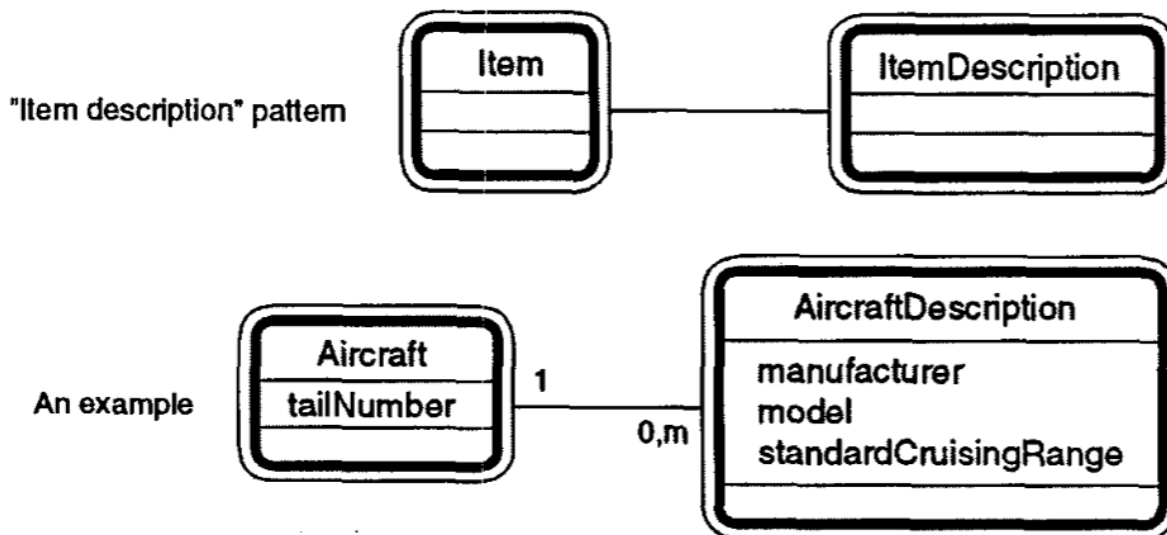 Item
ItemDescription
"Item description" pattern
AircraftDescription
Aircraft
manufacturer
1
An example
tailNumber
model
0,m
standardCruisingRange